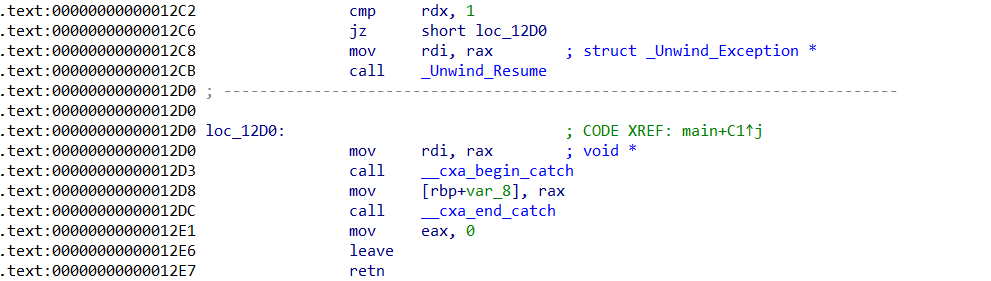 .text:00000000000012C2 cmp rdx, 1
.text:00000000000012C6 jz short loc_12D0
.text:00000000000012C8 mov rdi, rax ; struct _Unwind_Exception *
.text:00000000000012CB call _Unwind_Resume
.text:00000000000012D0 ; ---------------------------------------------------------------------------
.text:00000000000012D0
.text:00000000000012D0 loc_12D0: ; CODE XREF: main+C1↑j
.text:00000000000012D0 mov rdi, rax ; void *
.text:00000000000012D3 call __cxa_begin_catch
.text:00000000000012D8 mov [rbp+var_8], rax
.text:00000000000012DC call __cxa_end_catch
.text:00000000000012E1 mov eax, 0
.text:00000000000012E6 leave
.text:00000000000012E7 retn